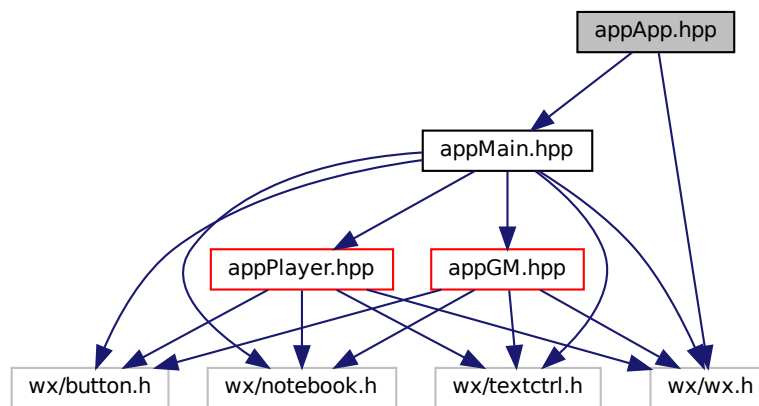 appApp.hpp
appMain.hpp
appPlayer.hpp
appGM.hpp
wx/button.h
wx/notebook.h
wx/textctrl.h
wx/wx.h